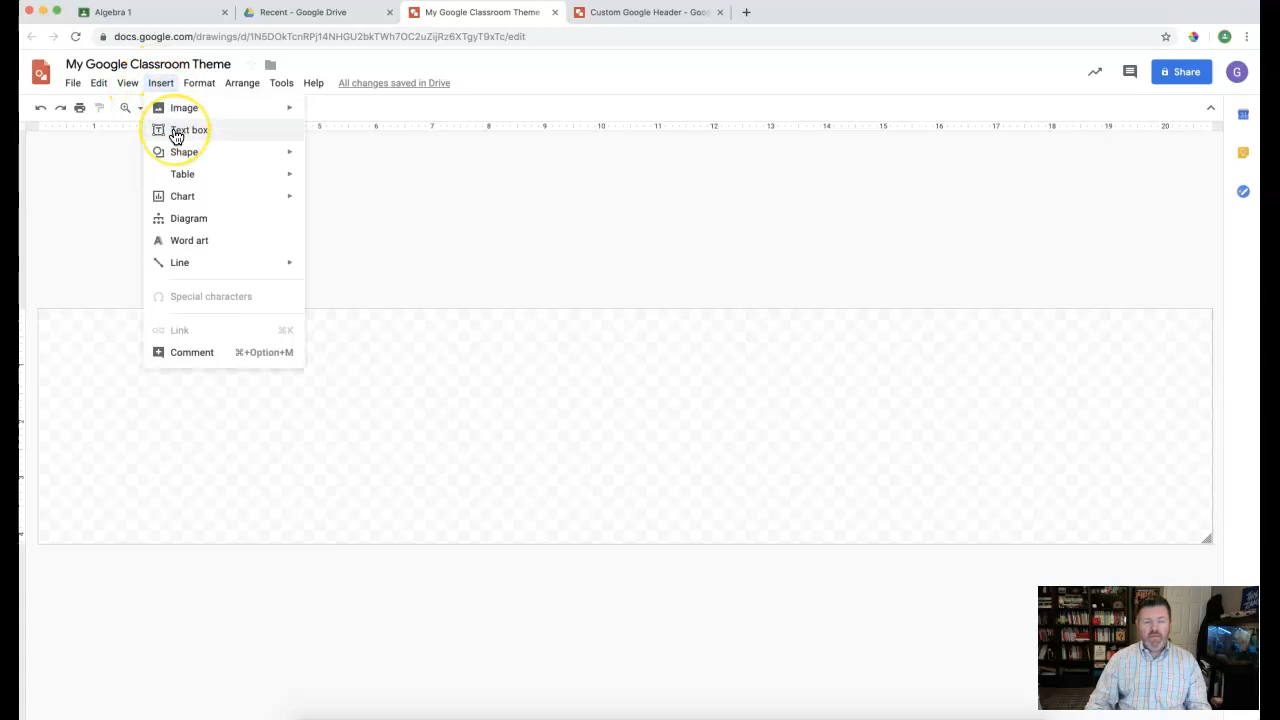 Algebra 1
Recent - Google Drive
My Google Classroom Theme
Custom Google Header - Goo
docs.google.com/drawings/d/1N5DOkTcnRPj14NHGU2bkTWh7OC2uZijRz6XTgyT9xTc/edit
My Google Classroom Theme
File Edit View Insert Format Arrange Tools Help All changes saved in Drive
Share
G
Image
Text box
Shape
Table
Chart
Diagram
Word art
Line
Special characters
Link ⌘K
Comment ⌘+Option+M
1 5 6 7 8 9 10 11 12 13 14 15 16 17 18 19 20